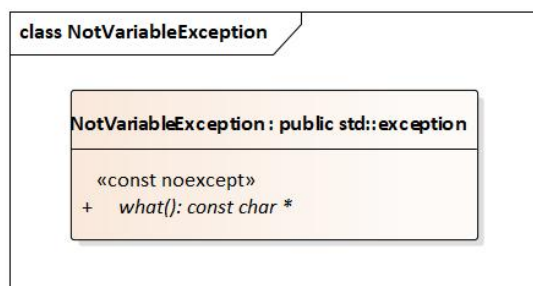 class NotVariableException
NotVariableException : public std::exception
«const noexcept»
+ what(): const char *